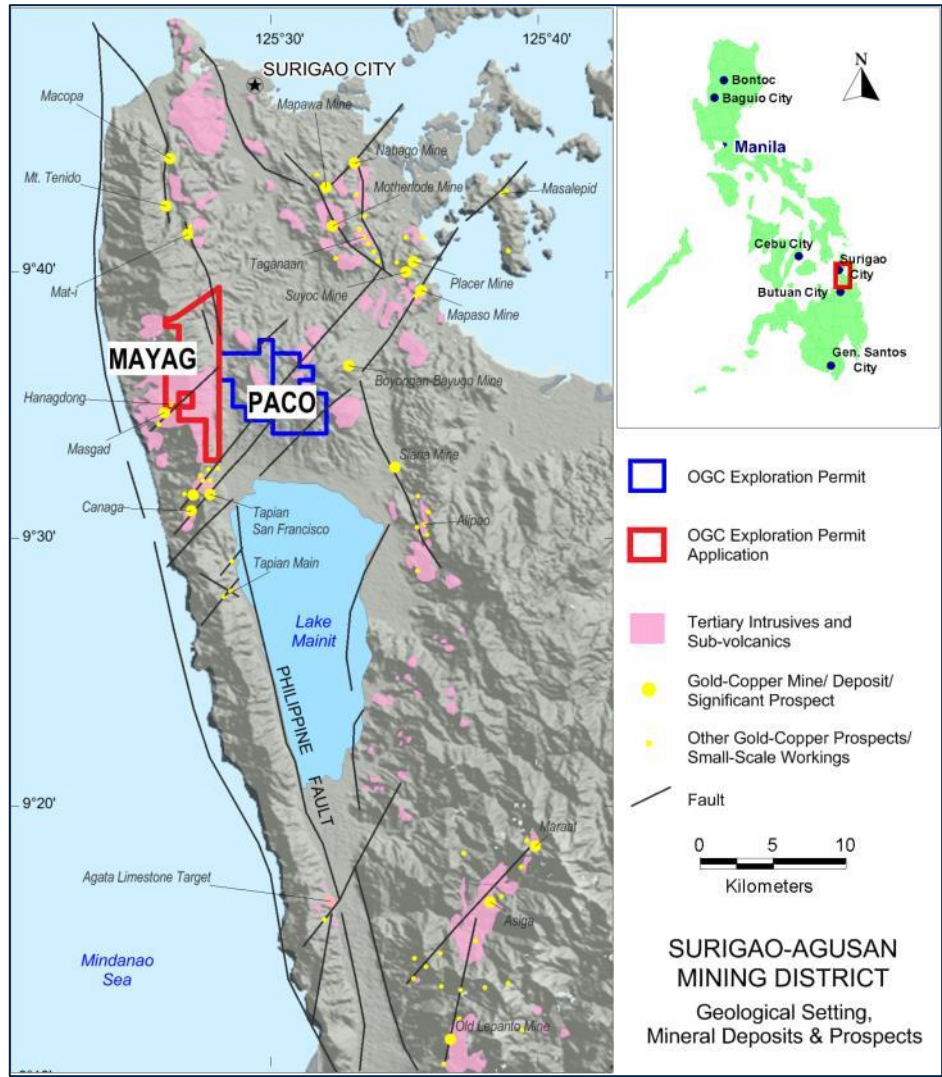 125°30'
125°40'
SURIGAO CITY
Macopa
Mapawa Mine
Nabago Mine
Mt. Tenido
Motherlode Mine
Masalepid
Taganaan
9°40'
Mat-i
Suyoc Mine
Placer Mine
Mapaso Mine
MAYAG
PACO
Boyongan-Bayugo Mine
Hanagdong
Masgad
Siana Mine
Canaga
Tapian
San Francisco
Alipao
9°30'
Tapian Main
Lake
Mainit
PHILIPPINE FAULT
9°20'
Maraat
Agata Limestone Target
Asiga
Mindanao
Sea
Old Lepanto Mine
N
Bontoc
Baguio City
Manila
Cebu City
Surigao
City
Butuan City
Gen. Santos
City
OGC Exploration Permit
OGC Exploration Permit
Application
Tertiary Intrusives and
Sub-volcanics
Gold-Copper Mine/ Deposit/
Significant Prospect
Other Gold-Copper Prospects/
Small-Scale Workings
Fault
0 5 10
Kilometers
SURIGAO-AGUSAN
MINING DISTRICT
Geological Setting,
Mineral Deposits & Prospects